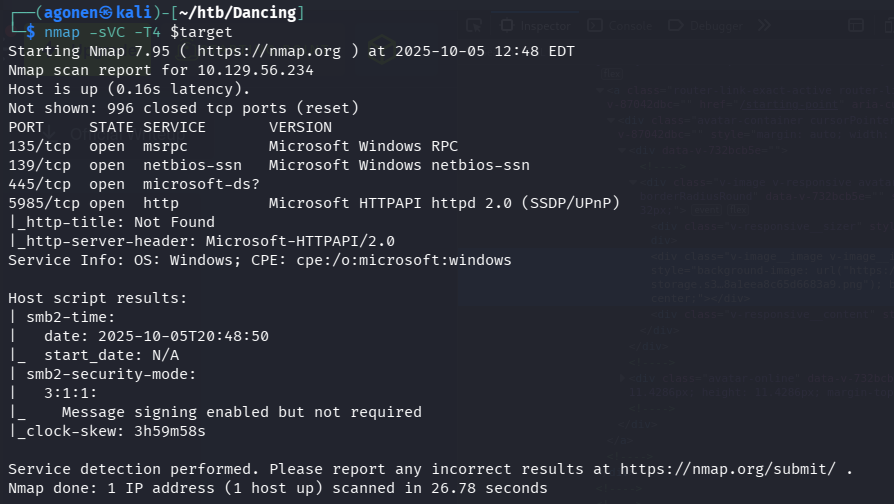 ┌──(agonen㉿kali)-[~/htb/Dancing]
└─$ nmap -sVC -T4 $target
Starting Nmap 7.95 ( https://nmap.org ) at 2025-10-05 12:48 EDT
Nmap scan report for 10.129.56.234
Host is up (0.16s latency).
Not shown: 996 closed tcp ports (reset)
PORT     STATE SERVICE       VERSION
135/tcp  open  msrpc         Microsoft Windows RPC
139/tcp  open  netbios-ssn   Microsoft Windows netbios-ssn
445/tcp  open  microsoft-ds?
5985/tcp open  http          Microsoft HTTPAPI httpd 2.0 (SSDP/UPnP)
|_http-title: Not Found
|_http-server-header: Microsoft-HTTPAPI/2.0
Service Info: OS: Windows; CPE: cpe:/o:microsoft:windows

Host script results:
| smb2-time:
|   date: 2025-10-05T20:48:50
|_  start_date: N/A
| smb2-security-mode:
|   3:1:1:
|_    Message signing enabled but not required
|_clock-skew: 3h59m58s

Service detection performed. Please report any incorrect results at https://nmap.org/submit/ .
Nmap done: 1 IP address (1 host up) scanned in 26.78 seconds
Inspector
Console
Debugger